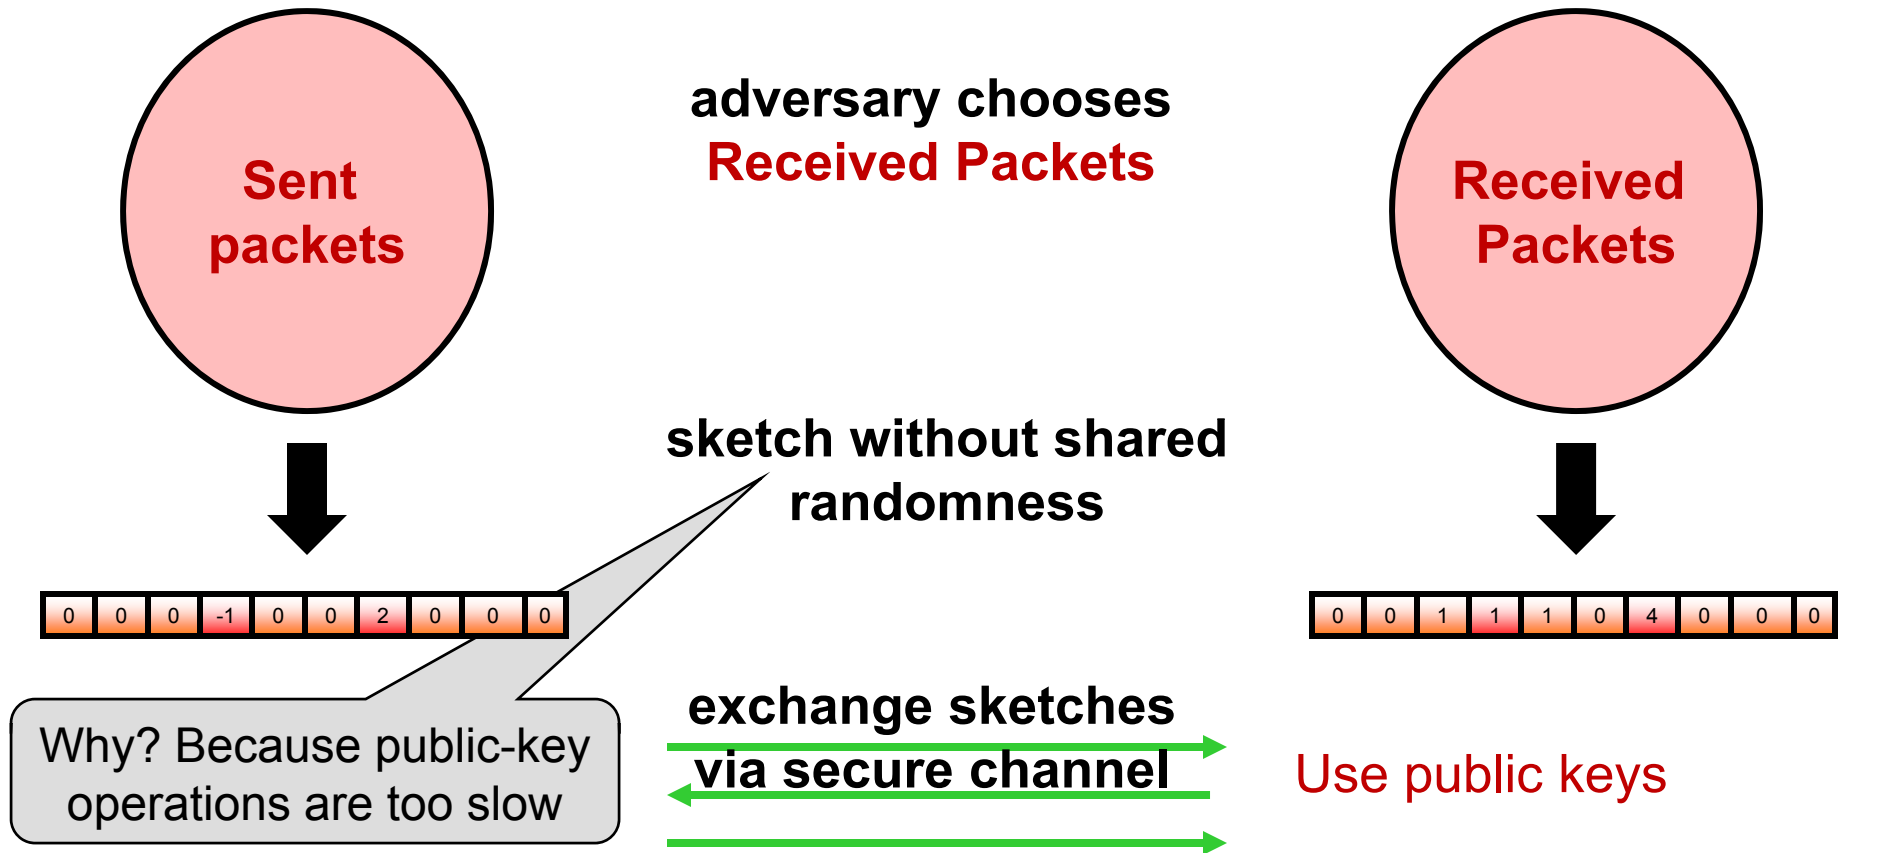 Sent
packets
adversary chooses
Received Packets
Received
Packets
sketch without shared
randomness
0 0 0 -1 0 0 2 0 0 0
0 0 1 1 1 0 4 0 0 0
Why? Because public-key
operations are too slow
exchange sketches
via secure channel
Use public keys